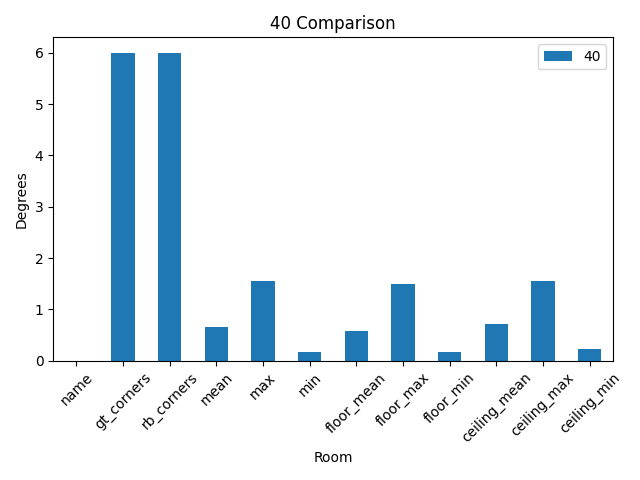 40 Comparison
40
Degrees
6
5
4
3
2
1
0
name
gt_corners
rb_corners
mean
max
min
floor_mean
floor_max
floor_min
ceiling_mean
ceiling_max
ceiling_min
Room